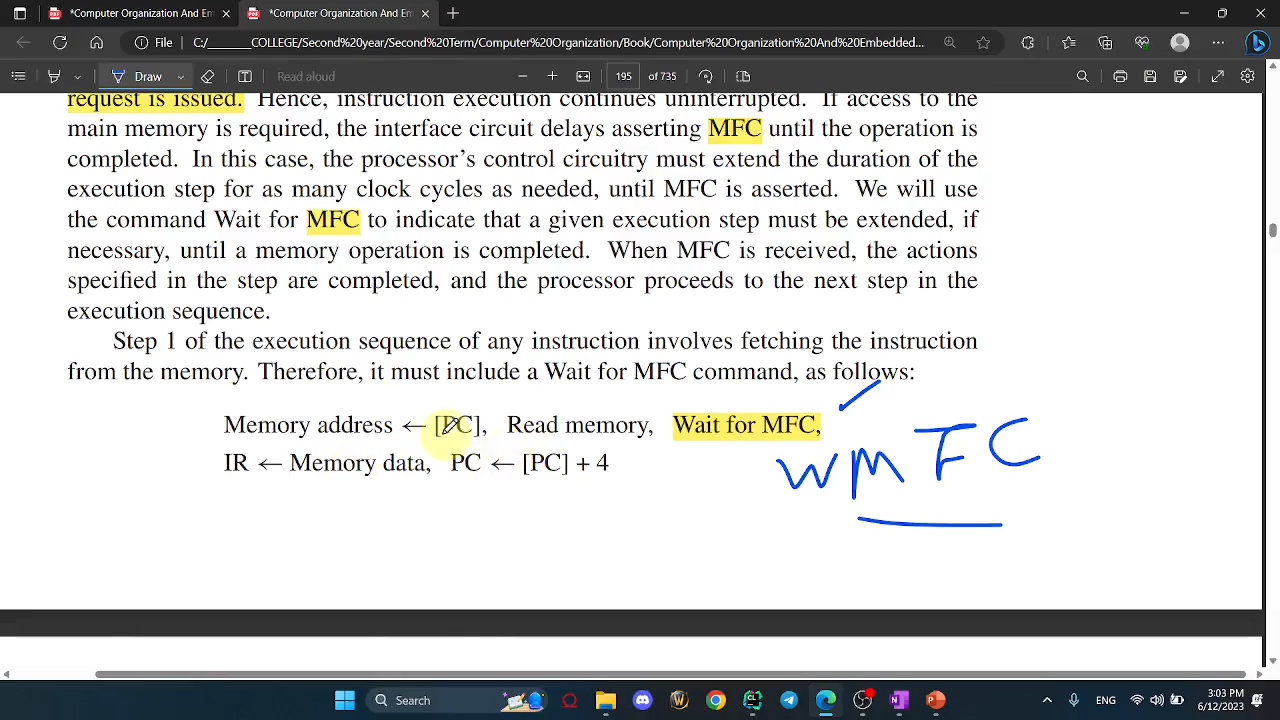 *Computer Organization And Em
*Computer Organization And Em
File
C:/_______COLLEGE/Second%20year/Second%20Term/Computer%20Organization/Book/Computer%20Organization%20And%20Embedded...
Draw
Read aloud
195
of 735
request is issued. Hence, instruction execution continues uninterrupted. If access to the
main memory is required, the interface circuit delays asserting MFC until the operation is
completed. In this case, the processor's control circuitry must extend the duration of the
execution step for as many clock cycles as needed, until MFC is asserted. We will use
the command Wait for MFC to indicate that a given execution step must be extended, if
necessary, until a memory operation is completed. When MFC is received, the actions
specified in the step are completed, and the processor proceeds to the next step in the
execution sequence.
Step 1 of the execution sequence of any instruction involves fetching the instruction
from the memory. Therefore, it must include a Wait for MFC command, as follows:
Memory address ← [PC], Read memory, Wait for MFC,
IR ← Memory data, PC ← [PC] + 4
WMFC
Search
ENG
3:03 PM
6/12/2023